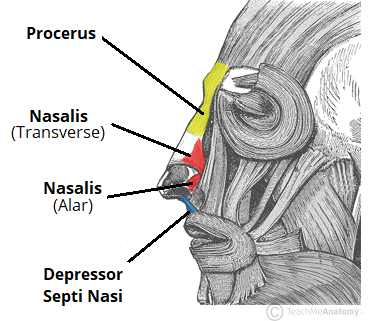 Procerus
Nasalis
(Transverse)
Nasalis
(Alar)
Depressor
Septi Nasi
© TeachMeAnatomy